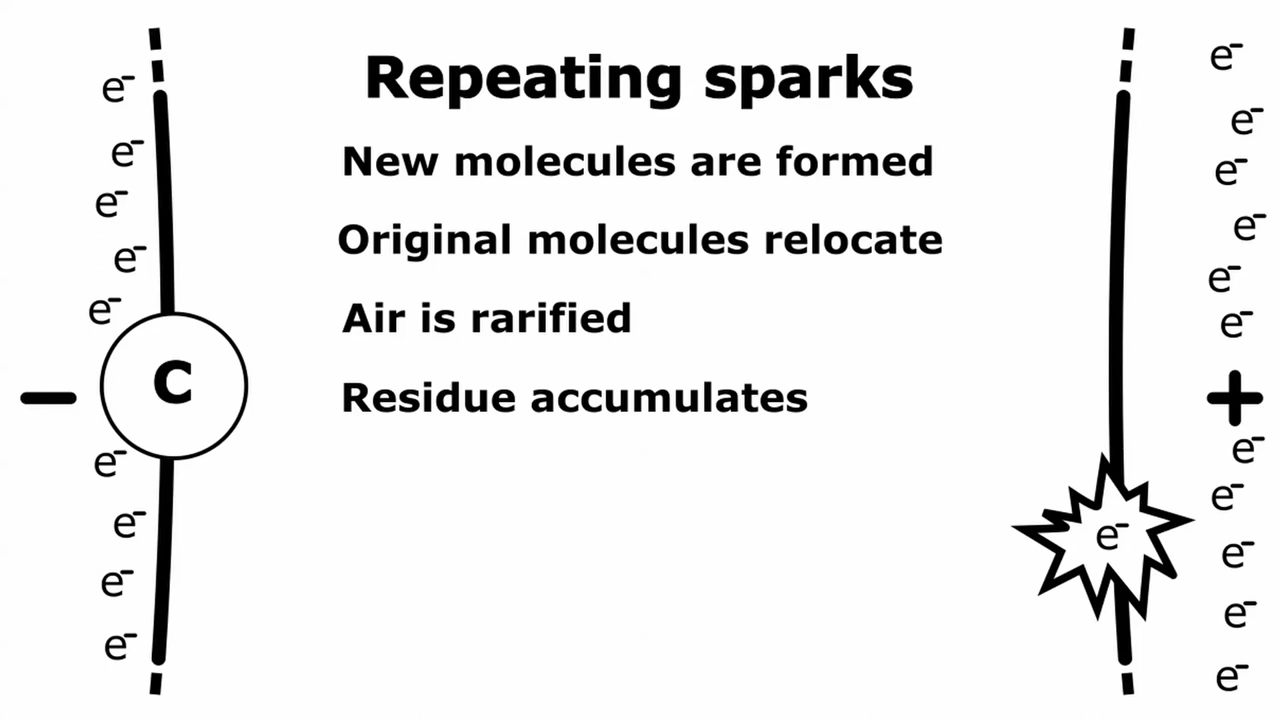 Repeating sparks
New molecules are formed
Original molecules relocate
Air is rarified
Residue accumulates
e-
e-
e-
e-
e-
−
C
e-
e-
e-
e-
e-
e-
e-
e-
e-
e-
+
e-
e-
e-
e-
e-
e-